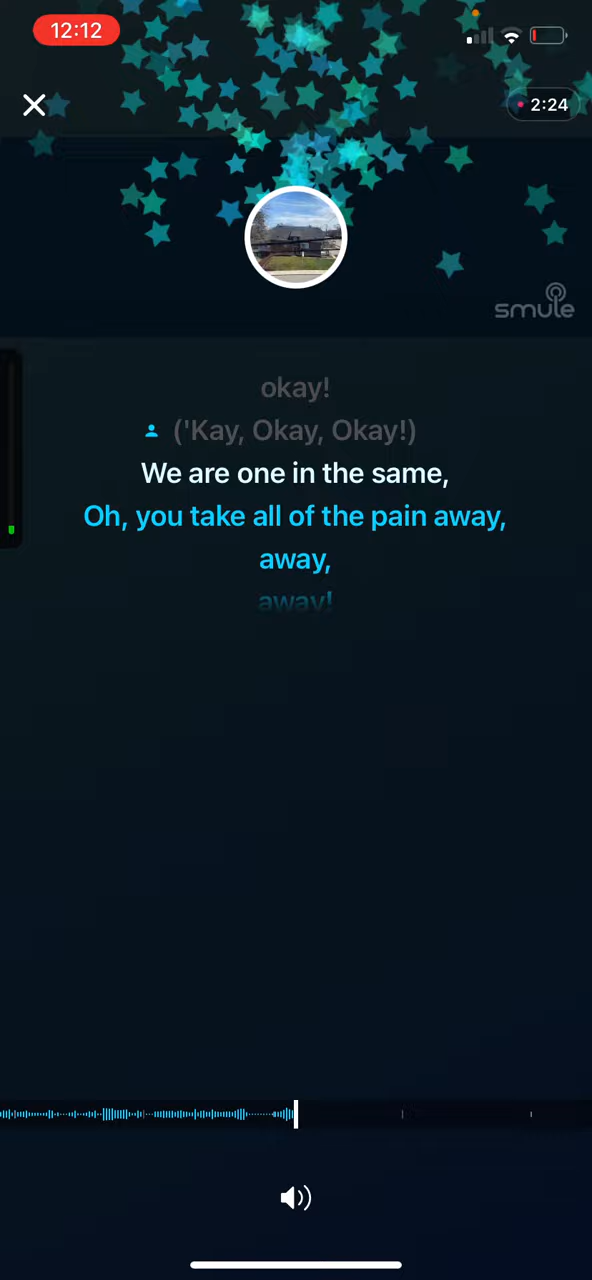 12:12
2:24
smule
okay!
('Kay, Okay, Okay!)
We are one in the same,
Oh, you take all of the pain away,
away,
away!